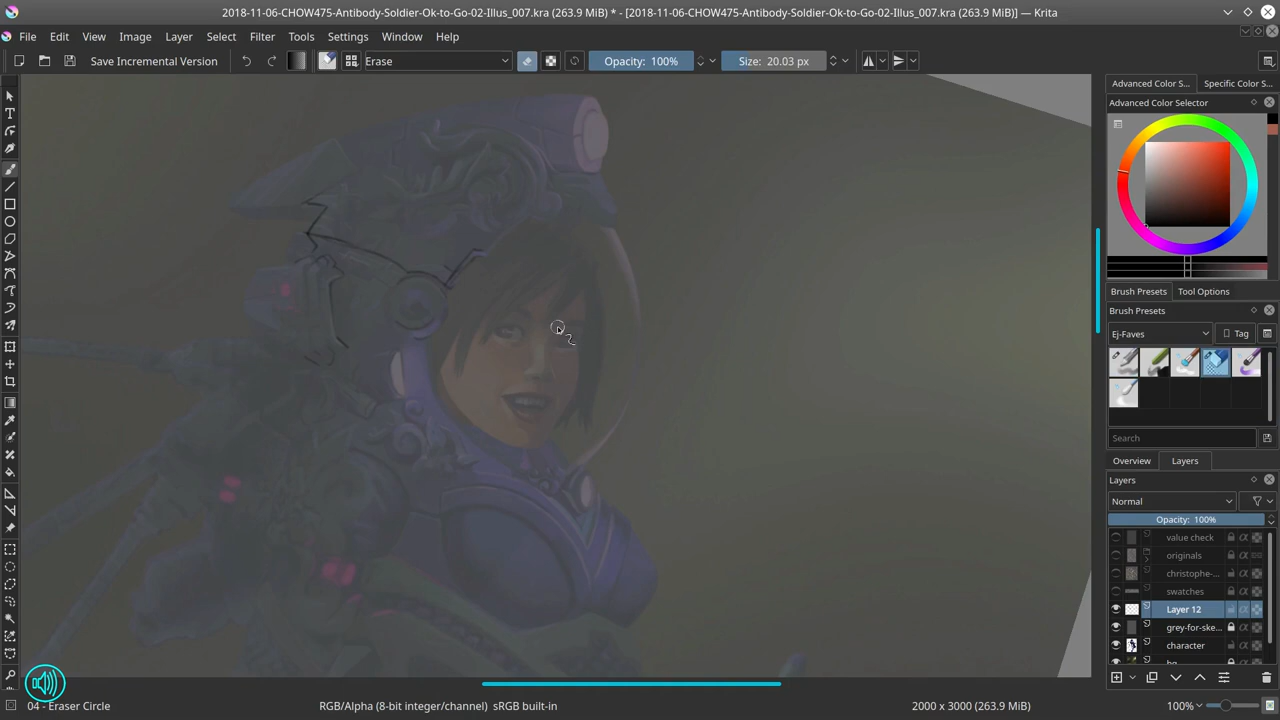 2018-11-06-CHOW475-Antibody-Soldier-Ok-to-Go-02-Illus_007.kra (263.9 MiB) * - [2018-11-06-CHOW475-Antibody-Soldier-Ok-to-Go-02-Illus_007.kra (263.9 MiB)] — Krita
File Edit View Image Layer Select Filter Tools Settings Window Help
Save Incremental Version Erase Opacity: 100% Size: 20.03 px
Advanced Color S... Specific Color S...
Advanced Color Selector
Brush Presets Tool Options
Brush Presets
Ej-Faves Tag
Search
Overview Layers
Layers
Normal
Opacity: 100%
value check
originals
christophe-...
swatches
Layer 12
grey-for-ske...
character
bg
04 - Eraser Circle RGB/Alpha (8-bit integer/channel) sRGB built-in 2000 x 3000 (263.9 MiB) 100%